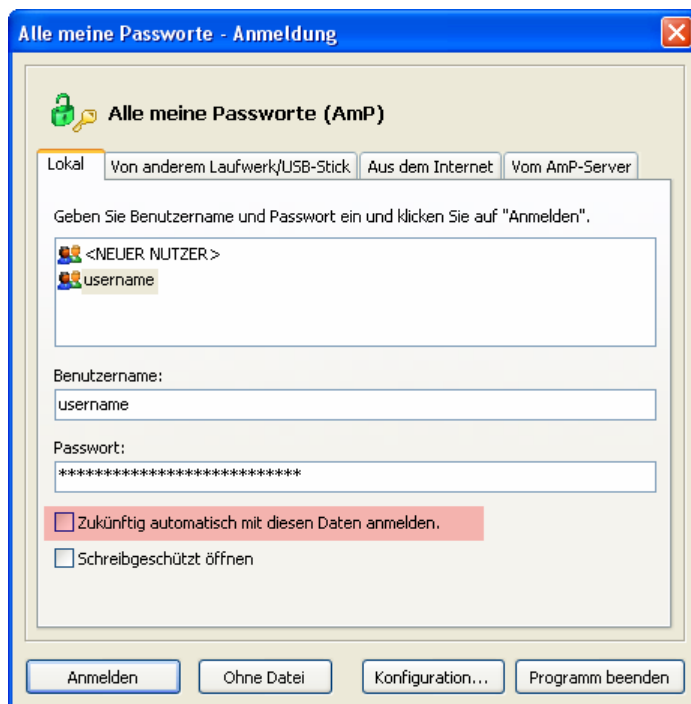 Alle meine Passworte - Anmeldung
Alle meine Passworte (AmP)
Lokal Von anderem Laufwerk/USB-Stick Aus dem Internet Vom AmP-Server
Geben Sie Benutzername und Passwort ein und klicken Sie auf "Anmelden".
<NEUER NUTZER>
username
Benutzername:
username
Passwort:
****************************
Zukünftig automatisch mit diesen Daten anmelden.
Schreibgeschützt öffnen
Anmelden Ohne Datei Konfiguration... Programm beenden